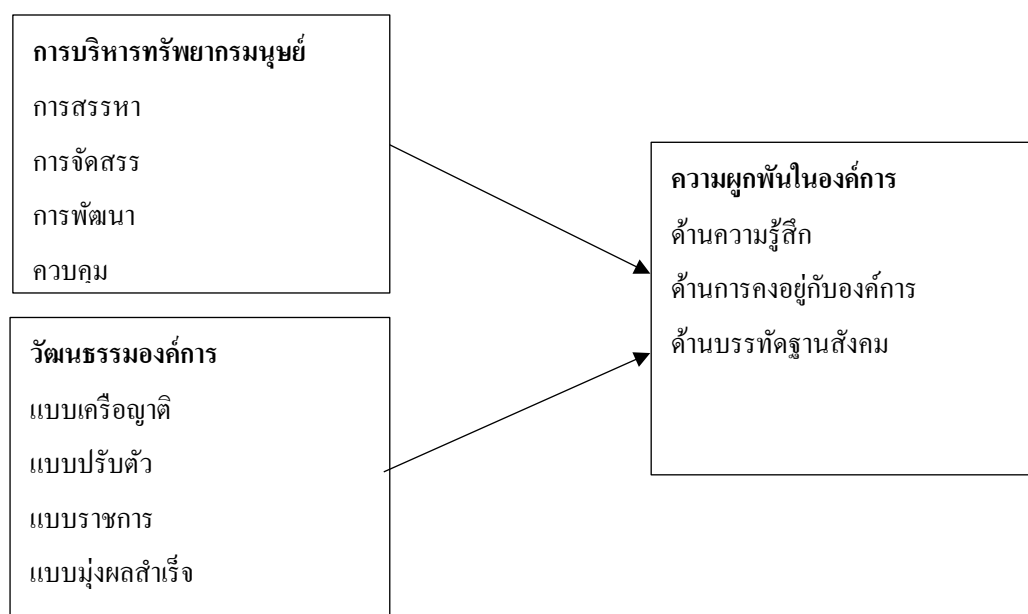 การบริหารทรัพยากรมนุษย์
การสรรหา
การจัดสรร
การพัฒนา
ควบคุม
วัฒนธรรมองค์การ
แบบเครือญาติ
แบบปรับตัว
แบบราชการ
แบบมุ่งผลสำเร็จ
ความผูกพันในองค์การ
ด้านความรู้สึก
ด้านการคงอยู่กับองค์การ
ด้านบรรทัดฐานสังคม